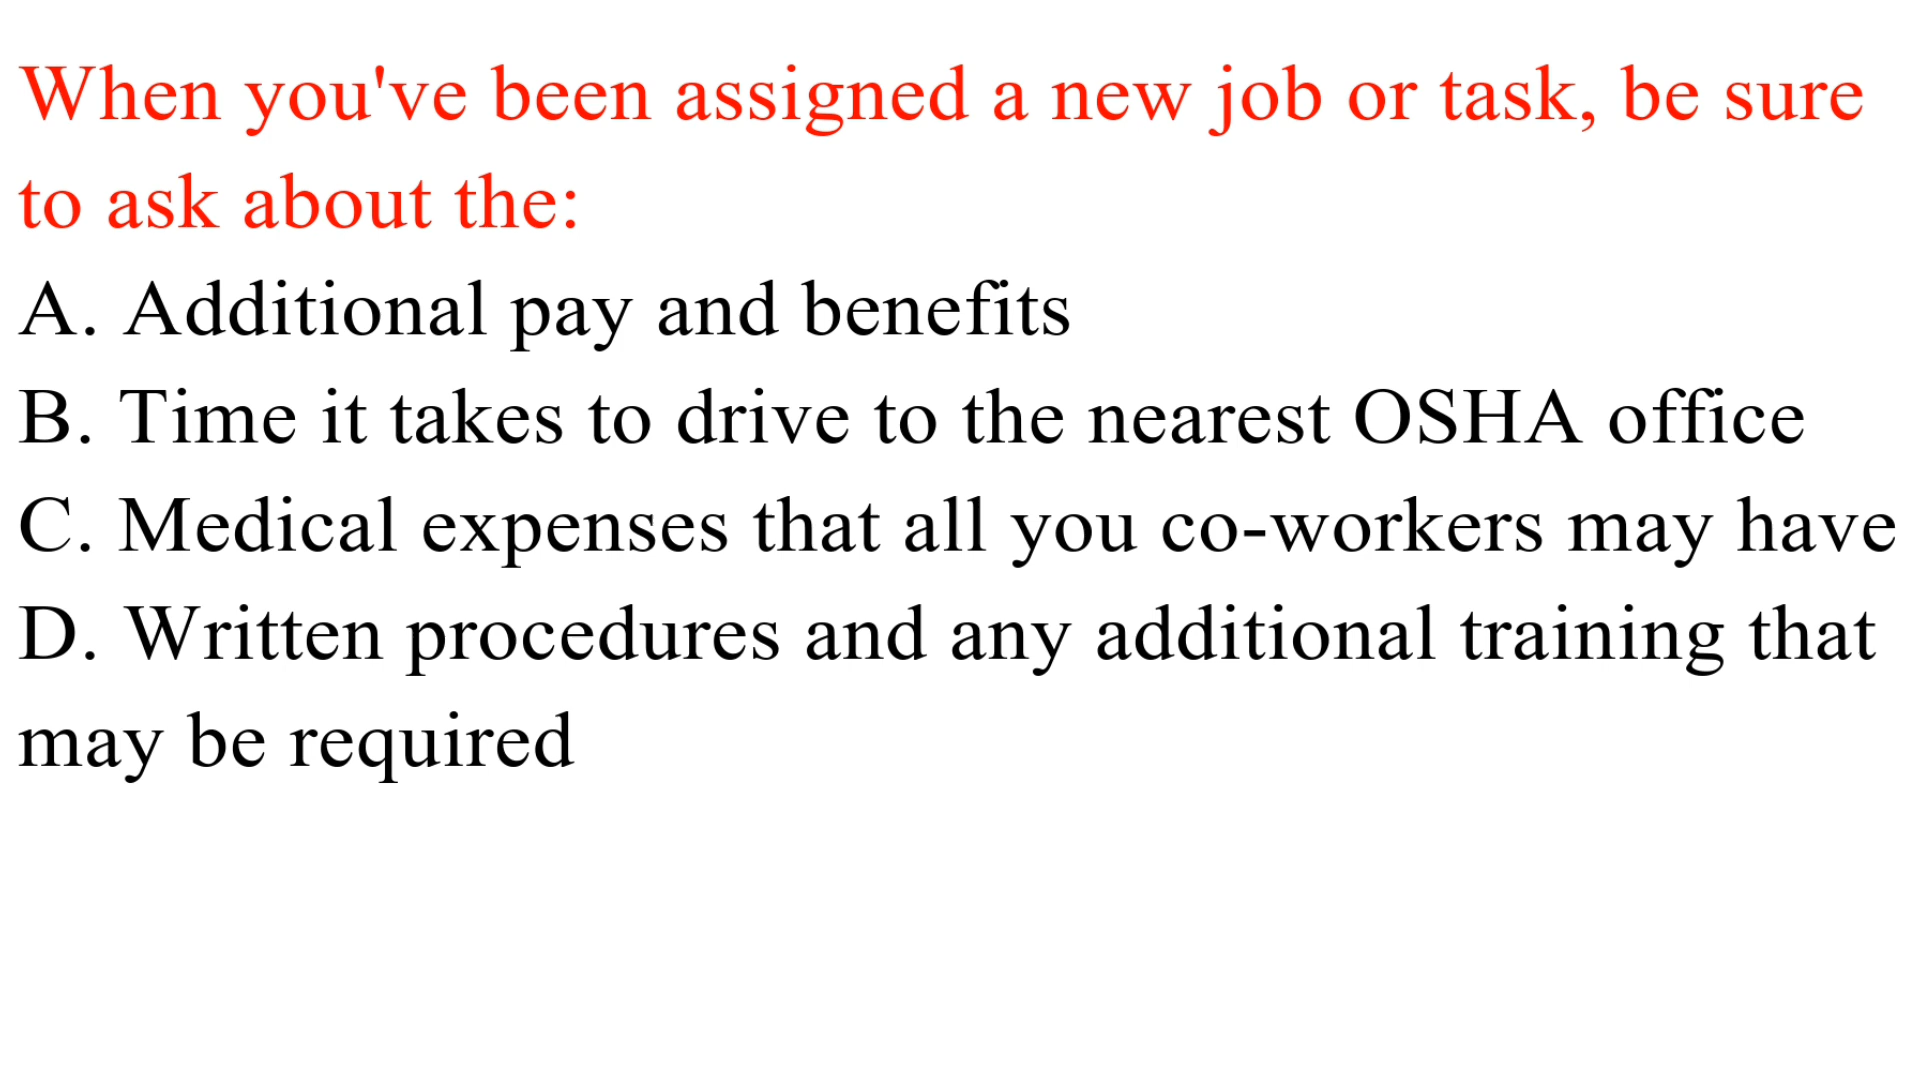 When you've been assigned a new job or task, be sure
to ask about the:
A. Additional pay and benefits
B. Time it takes to drive to the nearest OSHA office
C. Medical expenses that all you co-workers may have
D. Written procedures and any additional training that
may be required